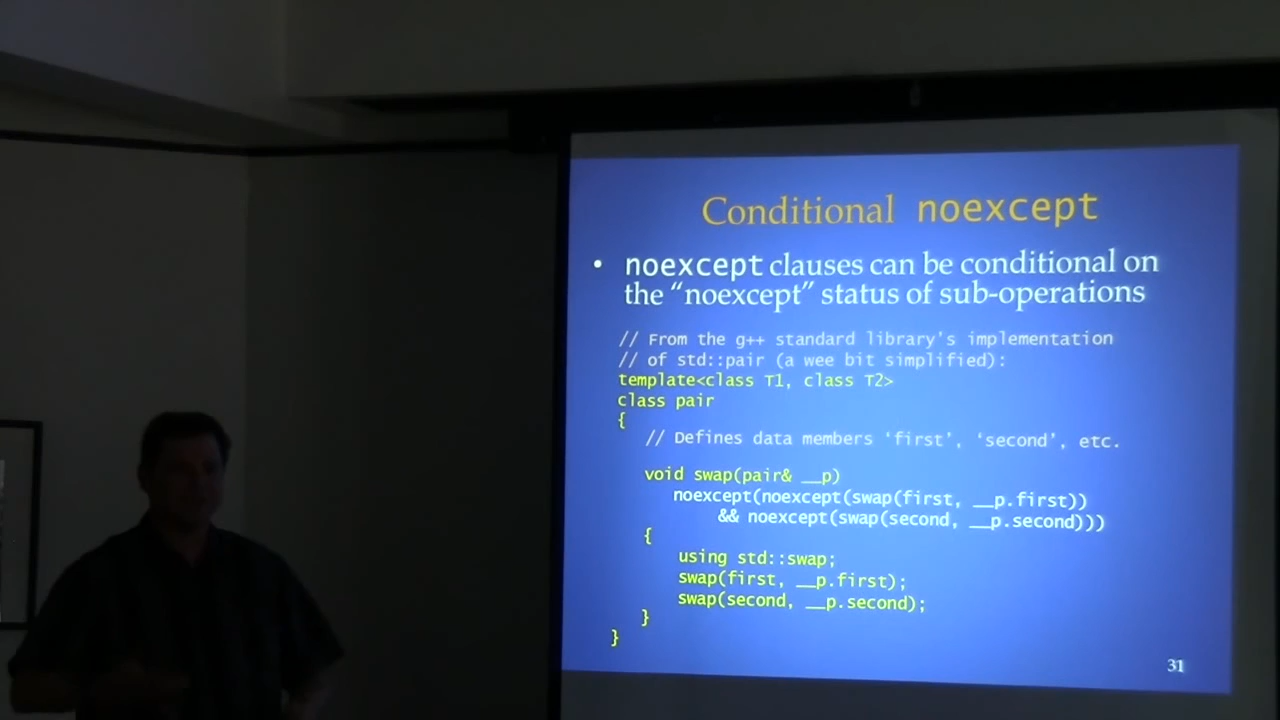 Conditional noexcept
• noexcept clauses can be conditional on
the “noexcept” status of sub-operations
// From the g++ standard library's implementation
// of std::pair (a wee bit simplified):
template<class T1, class T2>
class pair
{
// Defines data members ‘first’, ‘second’, etc.
void swap(pair& __p)
noexcept(noexcept(swap(first, __p.first))
&& noexcept(swap(second, __p.second)))
{
using std::swap;
swap(first, __p.first);
swap(second, __p.second);
}
}
31